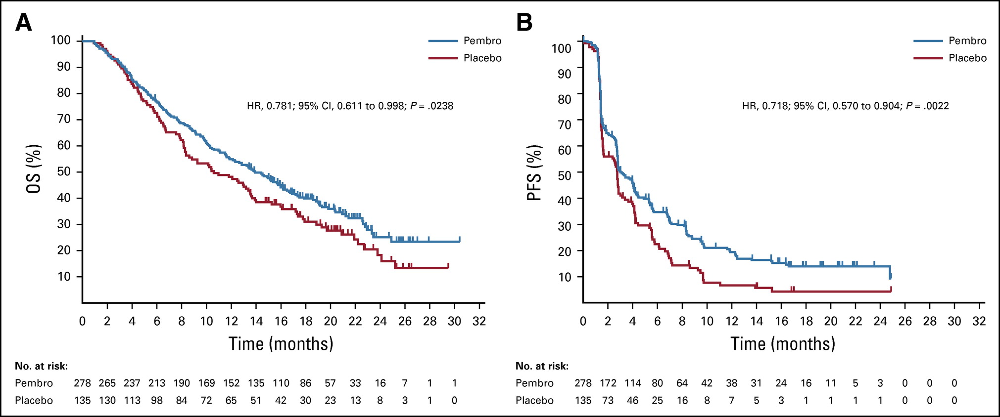 A
100
90
80
70
60
50
40
30
20
10
OS (%)
Pembro
Placebo
HR, 0.781; 95% CI, 0.611 to 0.998; P = .0238
0 2 4 6 8 10 12 14 16 18 20 22 24 26 28 30 32
Time (months)
No. at risk:
Pembro 278 265 237 213 190 169 152 135 110 86 57 33 16 7 1 1
Placebo 135 130 113 98 84 72 65 51 42 30 23 13 8 3 1 0
B
100
90
80
70
60
50
40
30
20
10
PFS (%)
Pembro
Placebo
HR, 0.718; 95% CI, 0.570 to 0.904; P = .0022
0 2 4 6 8 10 12 14 16 18 20 22 24 26 28 30 32
Time (months)
No. at risk:
Pembro 278 172 114 80 64 42 38 31 24 16 11 5 3 0 0 0
Placebo 135 73 46 25 16 8 7 5 3 1 1 1 1 0 0 0